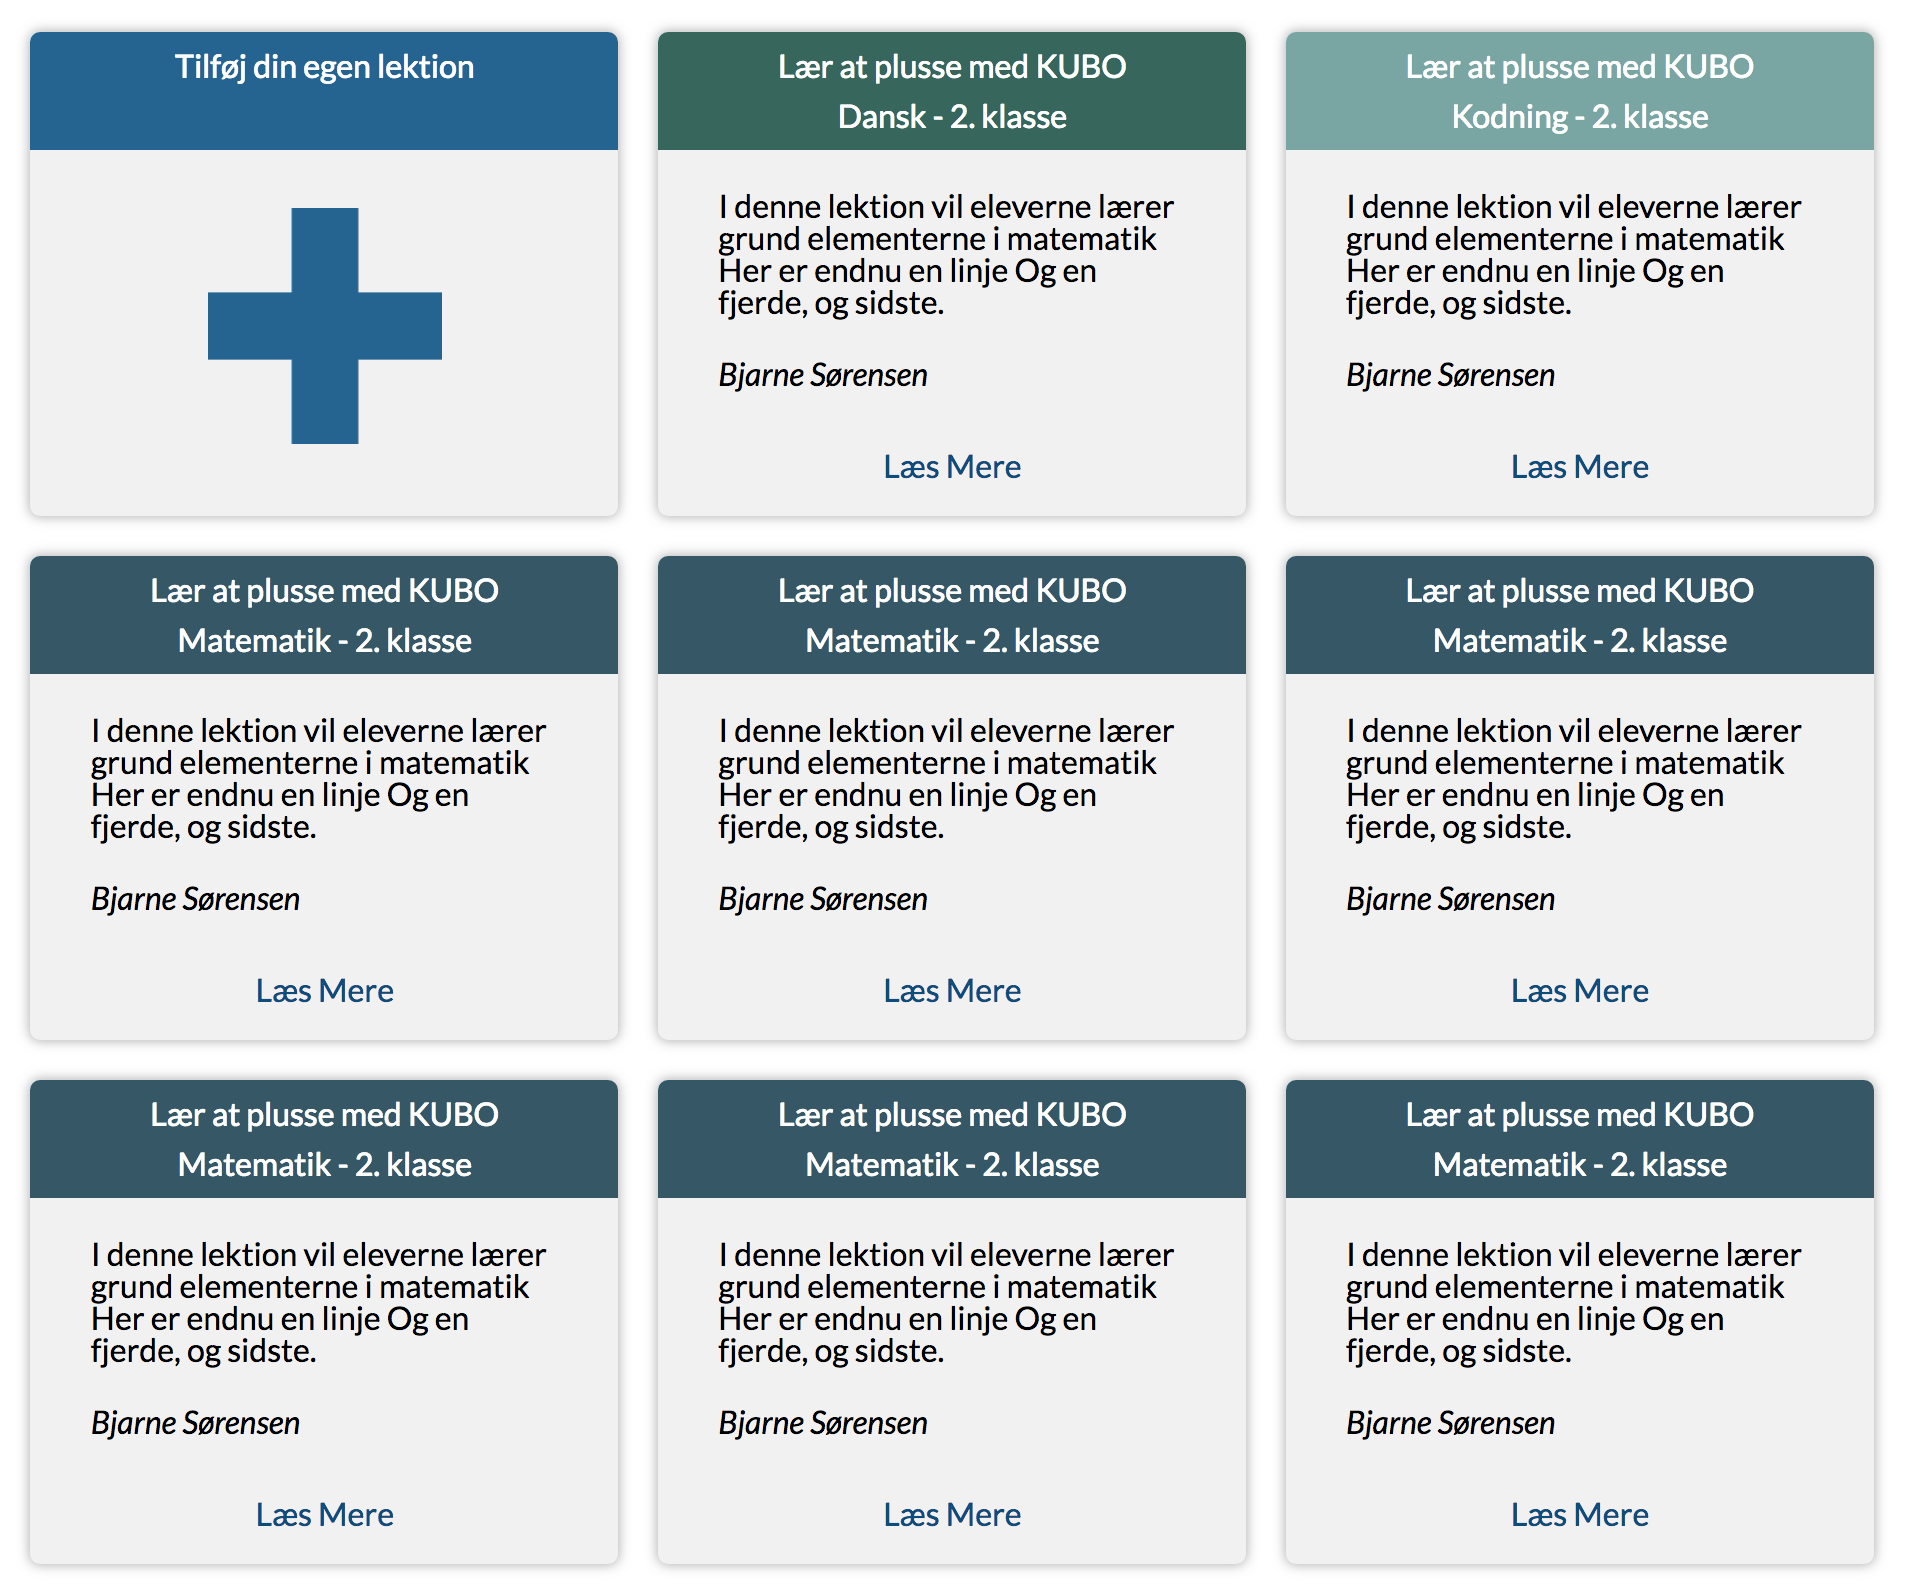 Tilføj din egen lektion
Lær at plusse med KUBO
Dansk - 2. klasse
I denne lektion vil eleverne lærer
grund elementerne i matematik
Her er endnu en linje Og en
fjerde, og sidste.
Bjarne Sørensen
Læs Mere
Lær at plusse med KUBO
Kodning - 2. klasse
I denne lektion vil eleverne lærer
grund elementerne i matematik
Her er endnu en linje Og en
fjerde, og sidste.
Bjarne Sørensen
Læs Mere
Lær at plusse med KUBO
Matematik - 2. klasse
I denne lektion vil eleverne lærer
grund elementerne i matematik
Her er endnu en linje Og en
fjerde, og sidste.
Bjarne Sørensen
Læs Mere
Lær at plusse med KUBO
Matematik - 2. klasse
I denne lektion vil eleverne lærer
grund elementerne i matematik
Her er endnu en linje Og en
fjerde, og sidste.
Bjarne Sørensen
Læs Mere
Lær at plusse med KUBO
Matematik - 2. klasse
I denne lektion vil eleverne lærer
grund elementerne i matematik
Her er endnu en linje Og en
fjerde, og sidste.
Bjarne Sørensen
Læs Mere
Lær at plusse med KUBO
Matematik - 2. klasse
I denne lektion vil eleverne lærer
grund elementerne i matematik
Her er endnu en linje Og en
fjerde, og sidste.
Bjarne Sørensen
Læs Mere
Lær at plusse med KUBO
Matematik - 2. klasse
I denne lektion vil eleverne lærer
grund elementerne i matematik
Her er endnu en linje Og en
fjerde, og sidste.
Bjarne Sørensen
Læs Mere
Lær at plusse med KUBO
Matematik - 2. klasse
I denne lektion vil eleverne lærer
grund elementerne i matematik
Her er endnu en linje Og en
fjerde, og sidste.
Bjarne Sørensen
Læs Mere